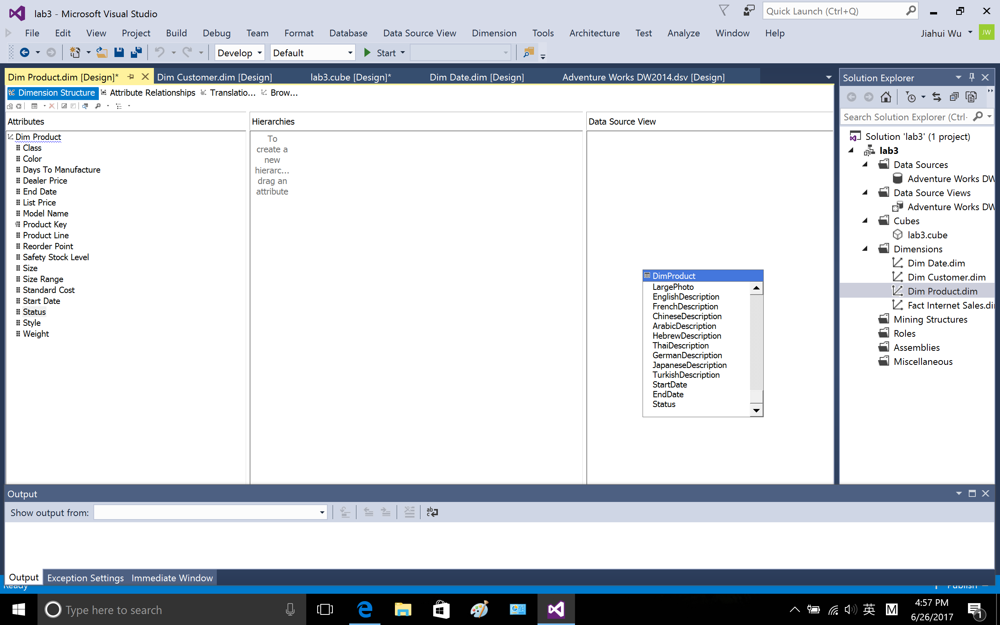 lab3 - Microsoft Visual Studio
Quick Launch (Ctrl+Q)
File Edit View Project Build Debug Team Format Database Data Source View Dimension Tools Architecture Test Analyze Window Help
Jiahui Wu JW
Develop Default Start
Dim Product.dim [Design]* Dim Customer.dim [Design] lab3.cube [Design]* Dim Date.dim [Design] Adventure Works DW2014.dsv [Design]
Dimension Structure Attribute Relationships Translatio... Brow...
Attributes
Dim Product
Class
Color
Days To Manufacture
Dealer Price
End Date
List Price
Model Name
Product Key
Product Line
Reorder Point
Safety Stock Level
Size
Size Range
Standard Cost
Start Date
Status
Style
Weight
Hierarchies
To
create a
new
hierarc...
drag an
attribute
Data Source View
DimProduct
LargePhoto
EnglishDescription
FrenchDescription
ChineseDescription
ArabicDescription
HebrewDescription
ThaiDescription
GermanDescription
JapaneseDescription
TurkishDescription
StartDate
EndDate
Status
Solution Explorer
Search Solution Explorer (Ctrl-
Solution 'lab3' (1 project)
lab3
Data Sources
Adventure Works DW
Data Source Views
Adventure Works DW
Cubes
lab3.cube
Dimensions
Dim Date.dim
Dim Customer.dim
Dim Product.dim
Fact Internet Sales.di
Mining Structures
Roles
Assemblies
Miscellaneous
Output
Show output from:
Output Exception Settings Immediate Window
Ready Publish
Type here to search
英 M
4:57 PM
6/26/2017
1